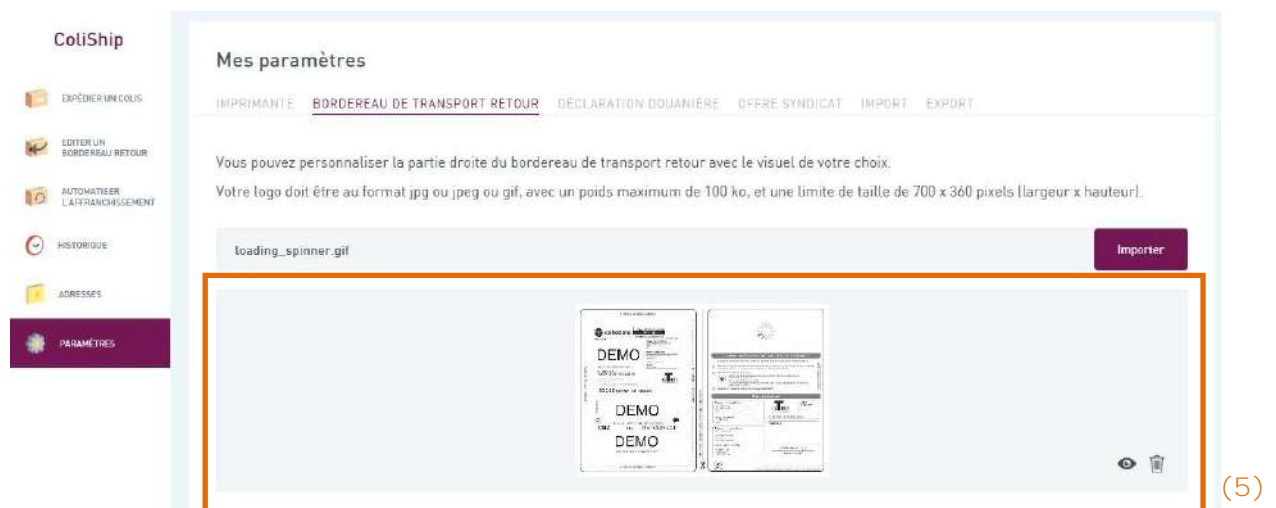 ColiShip
EXPÉDIER UN COLIS
EDITER UN
BORDEREAU RETOUR
AUTOMATISER
L'AFFRANCHISSEMENT
HISTORIQUE
ADRESSES
PARAMÈTRES
Mes paramètres
IMPRIMANTE BORDEREAU DE TRANSPORT RETOUR DÉCLARATION DOUANIÈRE OFFRE SYNDICAT IMPORT EXPORT
Vous pouvez personnaliser la partie droite du bordereau de transport retour avec le visuel de votre choix.
Votre logo doit être au format jpg ou jpeg ou gif, avec un poids maximum de 100 ko, et une limite de taille de 700 x 360 pixels (largeur x hauteur).
loading_spinner.gif
Importer
DEMO
DEMO
DEMO
(5)